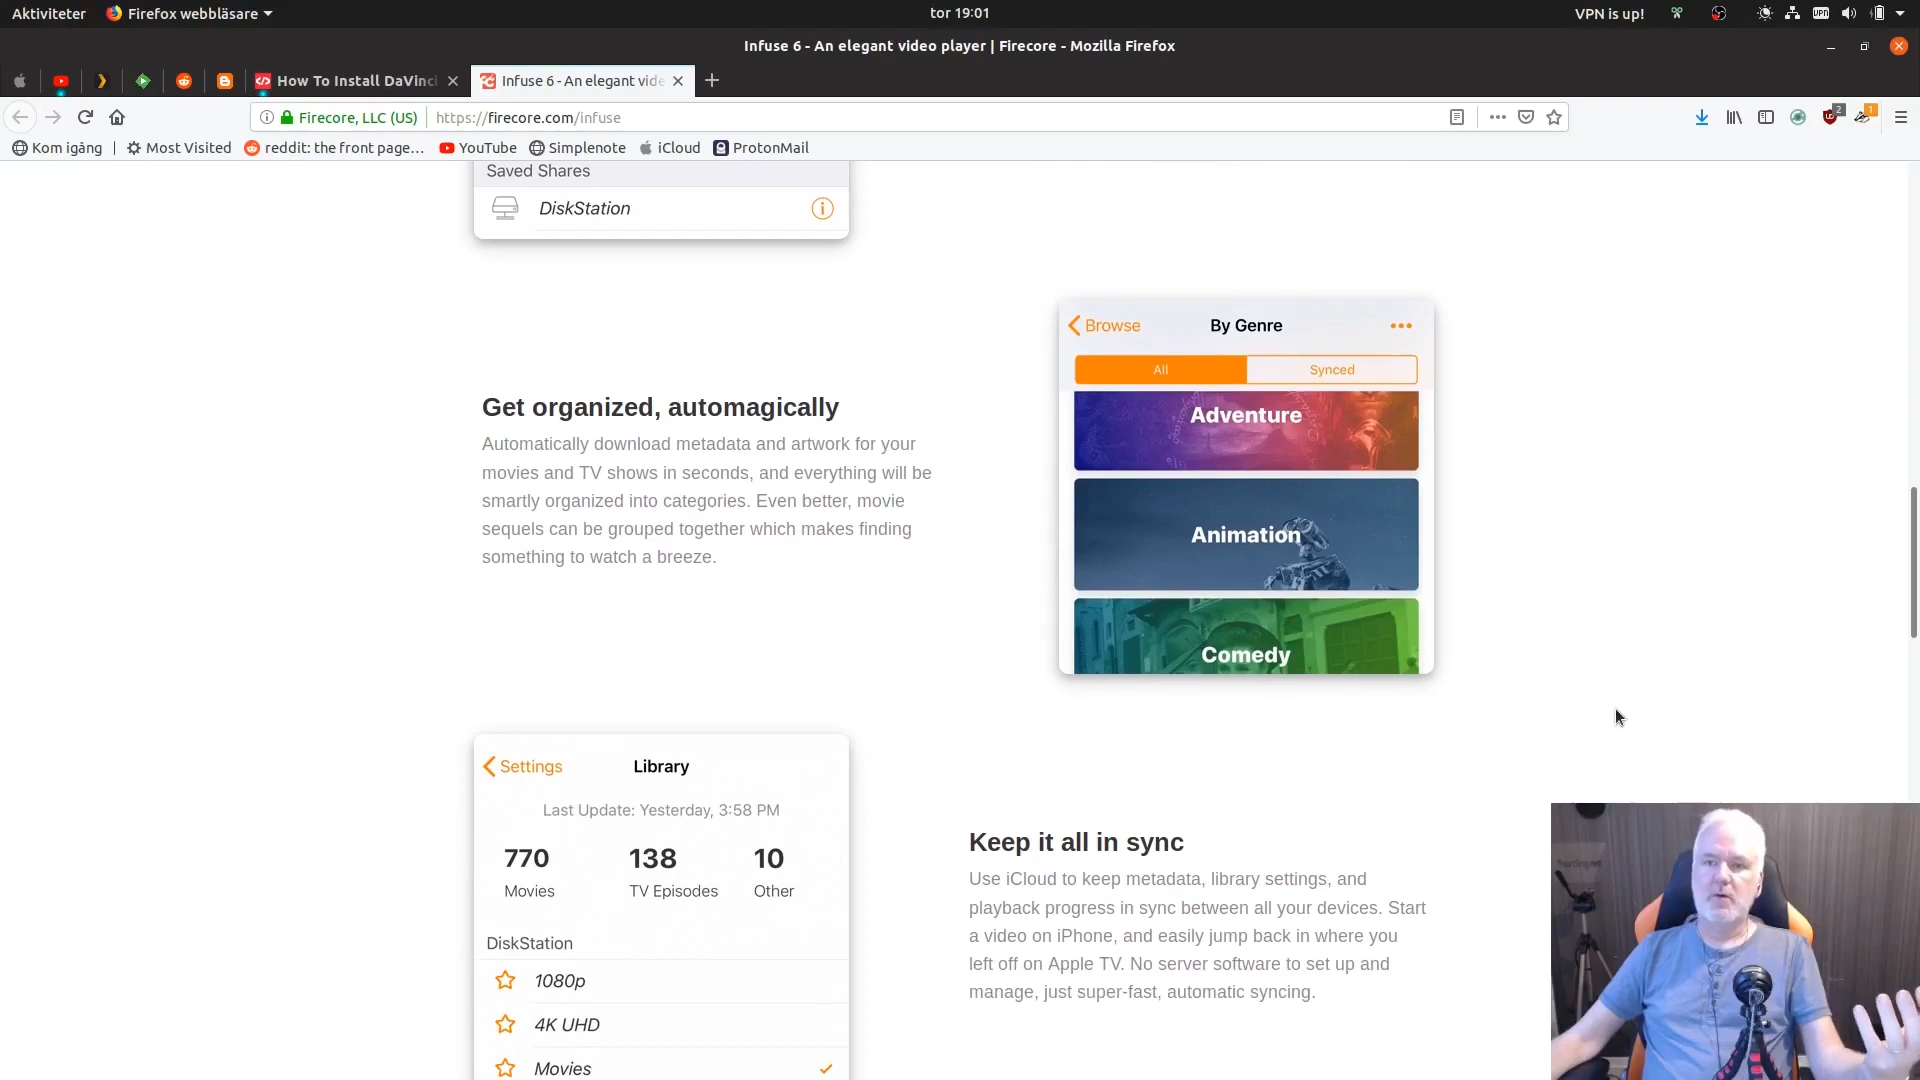 Aktiviteter
Firefox webbläsare
tor 19:01
VPN is up!
VPN
Infuse 6 - An elegant video player | Firecore - Mozilla Firefox
How To Install DaVinc
Infuse 6 - An elegant vide
Firecore, LLC (US)
https://firecore.com/infuse
2
1
Kom igång
Most Visited
reddit: the front page...
YouTube
Simplenote
iCloud
ProtonMail
Saved Shares
DiskStation
Browse
By Genre
All
Synced
Adventure
Animation
Comedy
Get organized, automagically
Automatically download metadata and artwork for your
movies and TV shows in seconds, and everything will be
smartly organized into categories. Even better, movie
sequels can be grouped together which makes finding
something to watch a breeze.
Settings
Library
Last Update: Yesterday, 3:58 PM
770
138
10
Movies
TV Episodes
Other
DiskStation
1080p
4K UHD
Movies
Keep it all in sync
Use iCloud to keep metadata, library settings, and
playback progress in sync between all your devices. Start
a video on iPhone, and easily jump back in where you
left off on Apple TV. No server software to set up and
manage, just super-fast, automatic syncing.